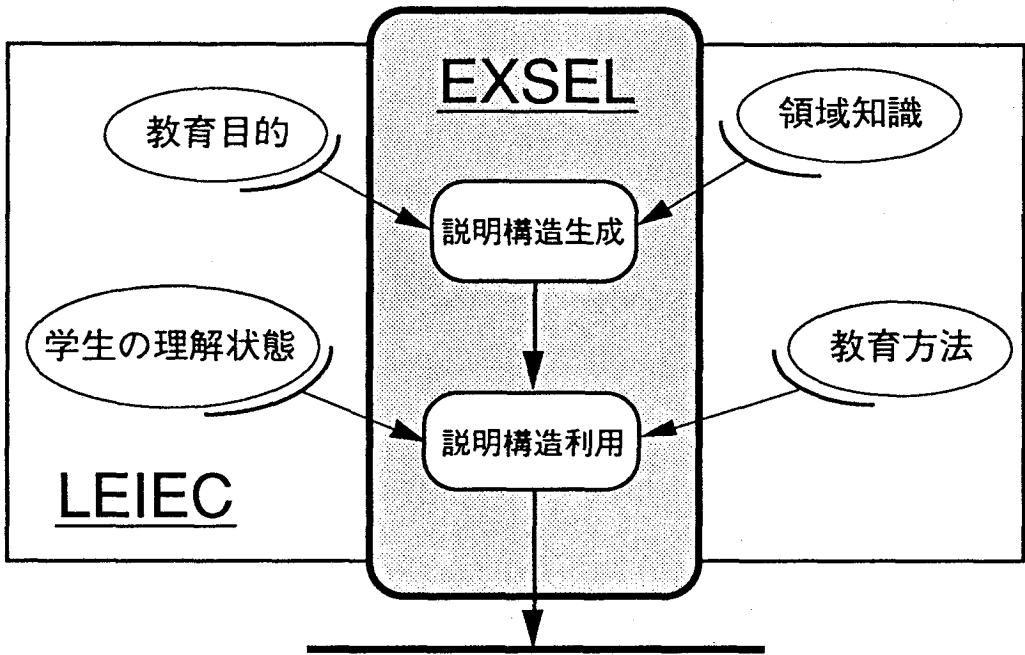 EXSEL
教育目的
領域知識
説明構造生成
学生の理解状態
教育方法
説明構造利用
LEIEC